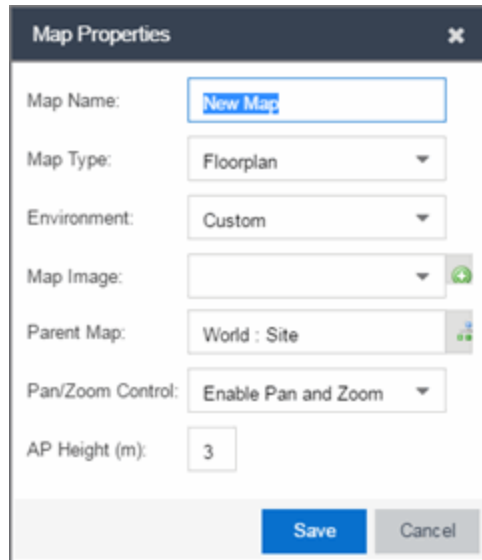 Map Properties
Map Name: New Map
Map Type: Floorplan
Environment: Custom
Map Image:
Parent Map: World : Site
Pan/Zoom Control: Enable Pan and Zoom
AP Height (m): 3
Save Cancel